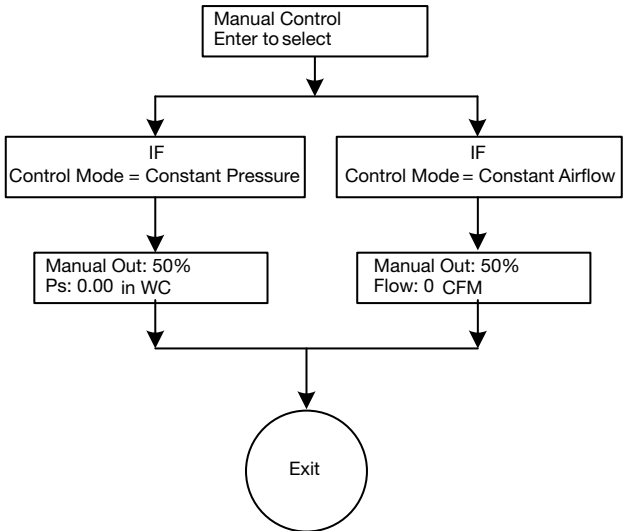 Manual Control
Enter to select
IF
Control Mode = Constant Pressure
IF
Control Mode = Constant Airflow
Manual Out: 50%
Ps: 0.00 in WC
Manual Out: 50%
Flow: 0 CFM
Exit